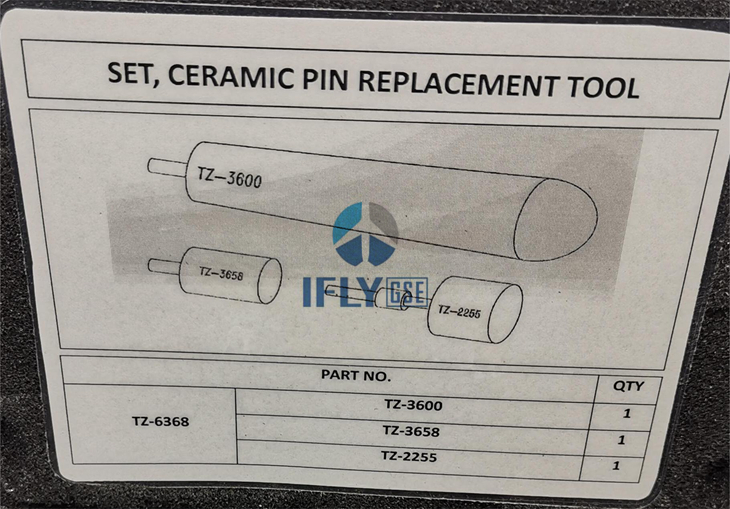 SET, CERAMIC PIN REPLACEMENT TOOL
TZ-3600
TZ-3658
TZ-2255
IFLY GSE
PART NO.
QTY
TZ-6368
TZ-3600
1
TZ-3658
1
TZ-2255
1